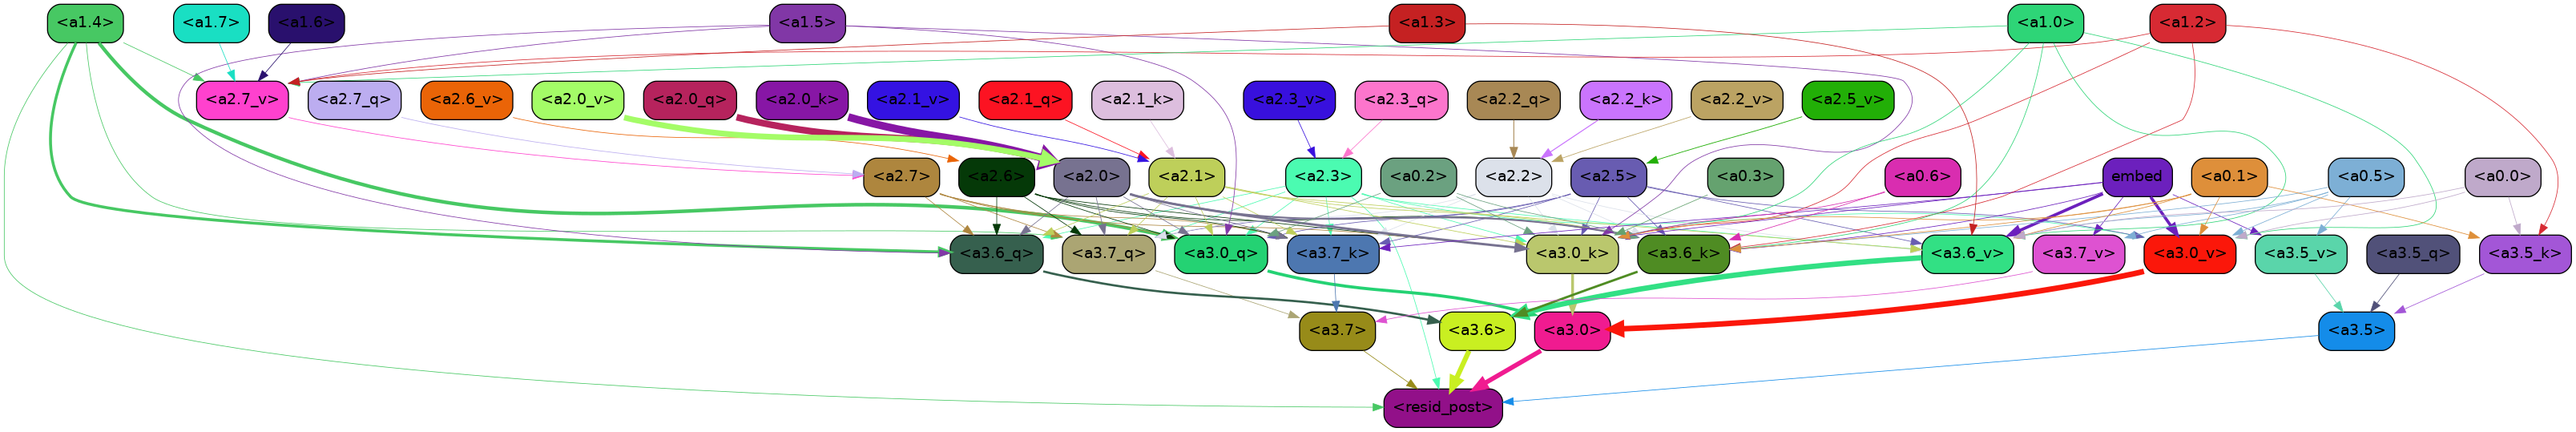 <a1.4> <a1.7> <a1.6> <a1.5> <a1.3> <a1.0> <a1.2>
<a2.7_v> <a2.7_q> <a2.6_v> <a2.0_v> <a2.0_q> <a2.0_k> <a2.1_v> <a2.1_q> <a2.1_k> <a2.3_v> <a2.3_q> <a2.2_q> <a2.2_k> <a2.2_v> <a2.5_v>
<a2.7> <a2.6> <a2.0> <a2.1> <a2.3> <a0.2> <a2.2> <a2.5> <a0.3> <a0.6> embed <a0.1> <a0.5> <a0.0>
<a3.6_q> <a3.7_q> <a3.0_q> <a3.7_k> <a3.0_k> <a3.6_k> <a3.6_v> <a3.7_v> <a3.0_v> <a3.5_v> <a3.5_q> <a3.5_k>
<a3.7> <a3.6> <a3.0> <a3.5>
<resid_post>